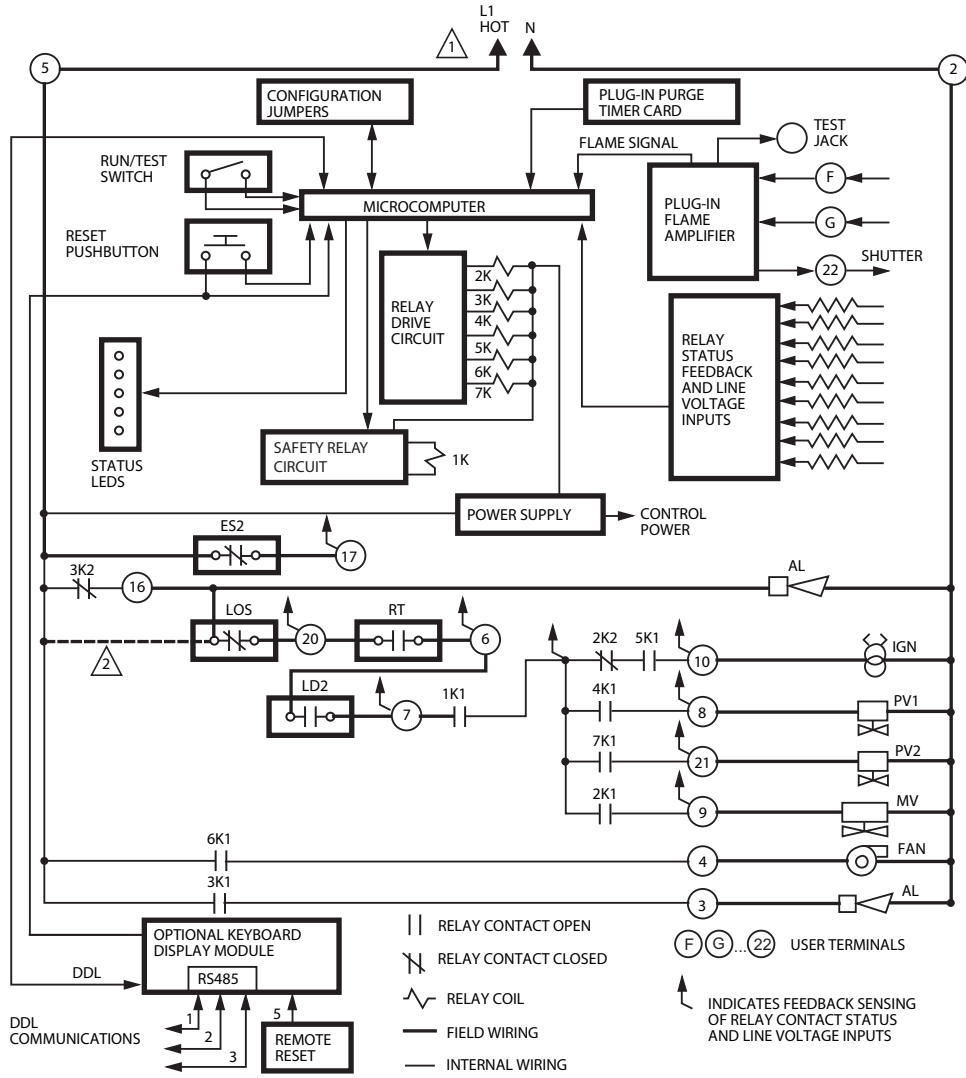 L1
HOT
N
1
5
2
CONFIGURATION
JUMPERS
PLUG-IN PURGE
TIMER CARD
TEST
JACK
FLAME SIGNAL
RUN/TEST
SWITCH
MICROCOMPUTER
PLUG-IN
FLAME
AMPLIFIER
F
G
22
SHUTTER
RESET
PUSHBUTTON
RELAY
DRIVE
CIRCUIT
2K
3K
4K
5K
6K
7K
RELAY
STATUS
FEEDBACK
AND LINE
VOLTAGE
INPUTS
STATUS
LEDS
SAFETY RELAY
CIRCUIT
1K
POWER SUPPLY
CONTROL
POWER
ES2
17
3K2
16
AL
LOS
20
RT
6
2
2K2
5K1
10
IGN
LD2
7
1K1
4K1
8
PV1
7K1
21
PV2
2K1
9
MV
6K1
4
FAN
3K1
3
AL
OPTIONAL KEYBOARD
DISPLAY MODULE
RS485
DDL
DDL
COMMUNICATIONS
1
2
3
5
REMOTE
RESET
RELAY CONTACT OPEN
RELAY CONTACT CLOSED
RELAY COIL
FIELD WIRING
INTERNAL WIRING
F G ... 22 USER TERMINALS
INDICATES FEEDBACK SENSING
OF RELAY CONTACT STATUS
AND LINE VOLTAGE INPUTS